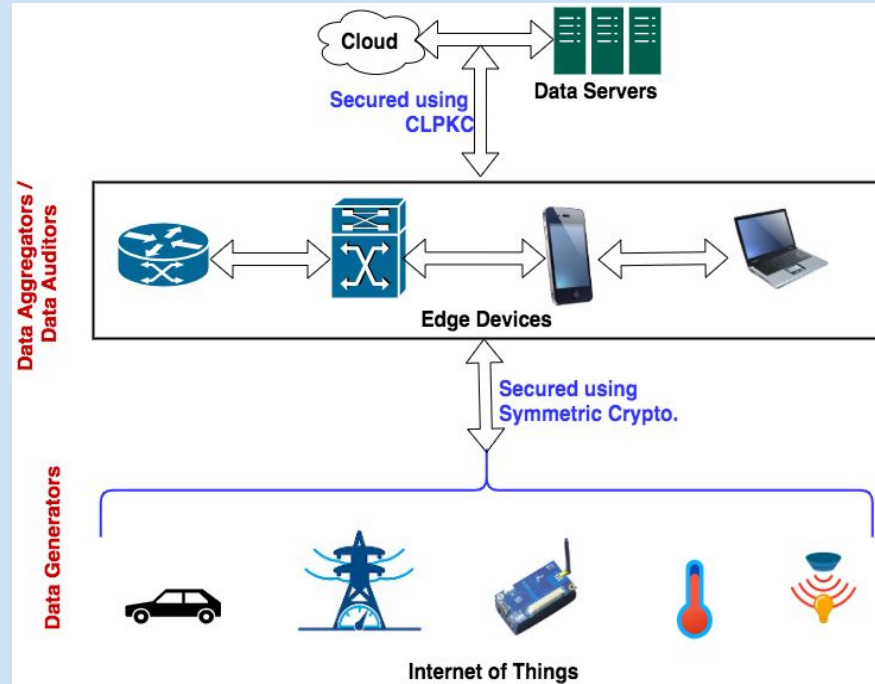 Cloud
Data Servers
Secured using
CLPKC
Data Aggregators /
Data Auditors
Edge Devices
Secured using
Symmetric Crypto.
Data Generators
Internet of Things